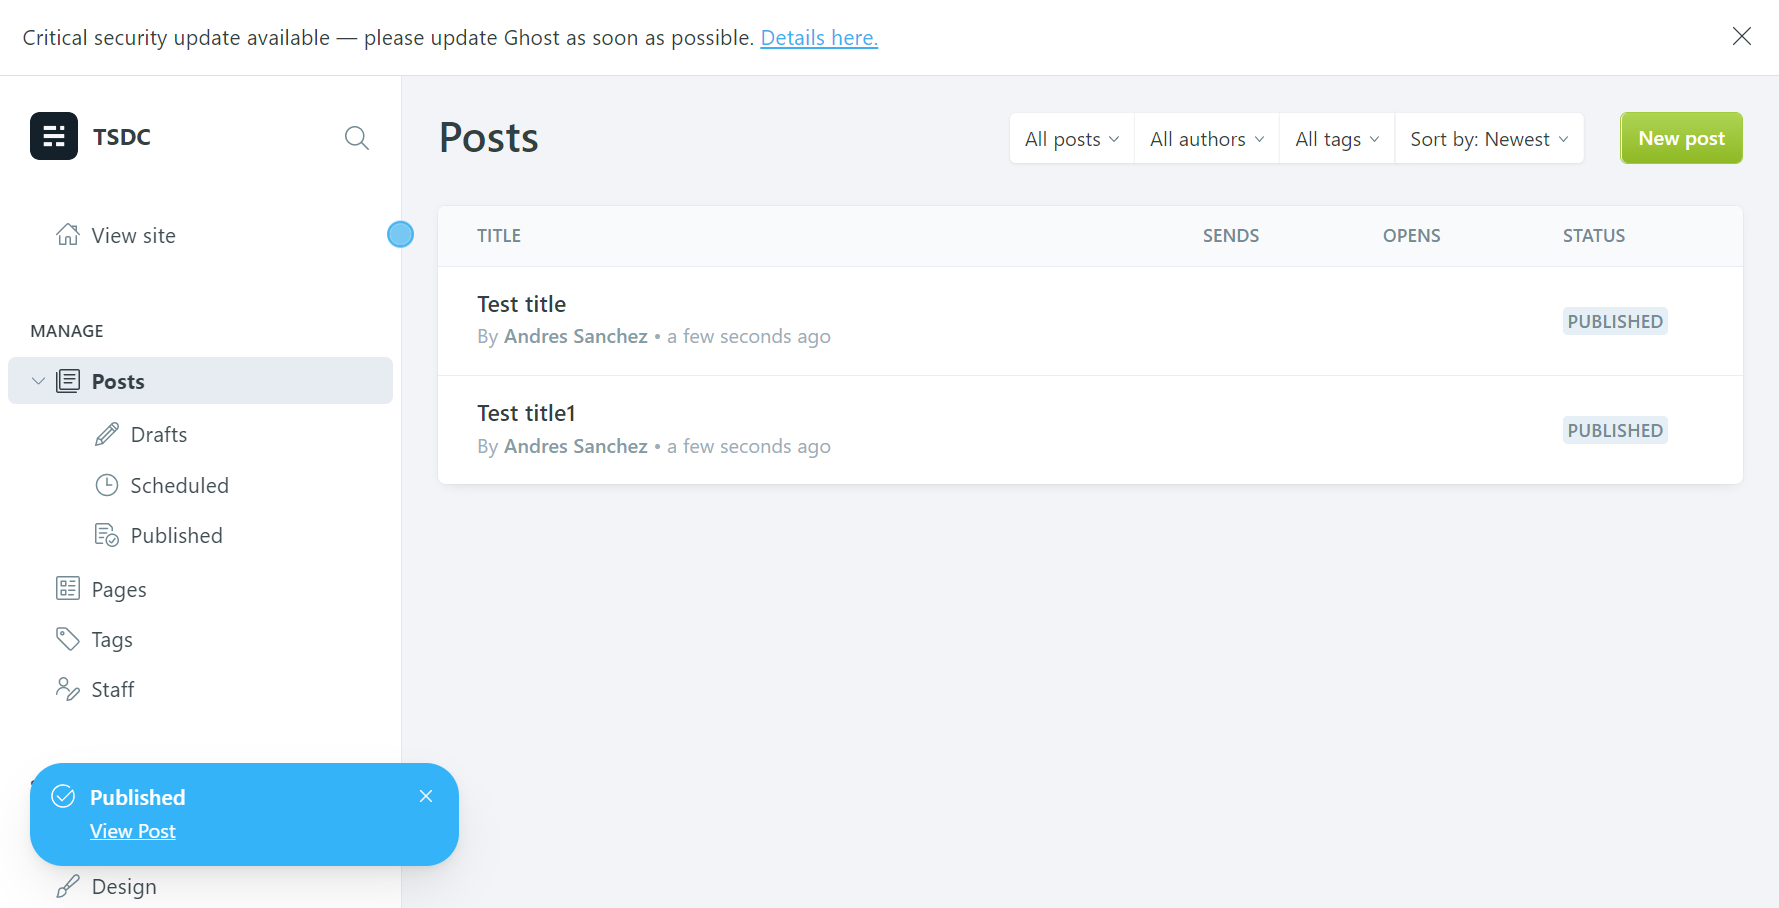 Critical security update available — please update Ghost as soon as possible. Details here.
TSDC
View site
MANAGE
Posts
Drafts
Scheduled
Published
Pages
Tags
Staff
Published
View Post
Design
Posts
All posts
All authors
All tags
Sort by: Newest
New post
TITLE SENDS OPENS STATUS
Test title
By Andres Sanchez • a few seconds ago
PUBLISHED
Test title1
By Andres Sanchez • a few seconds ago
PUBLISHED